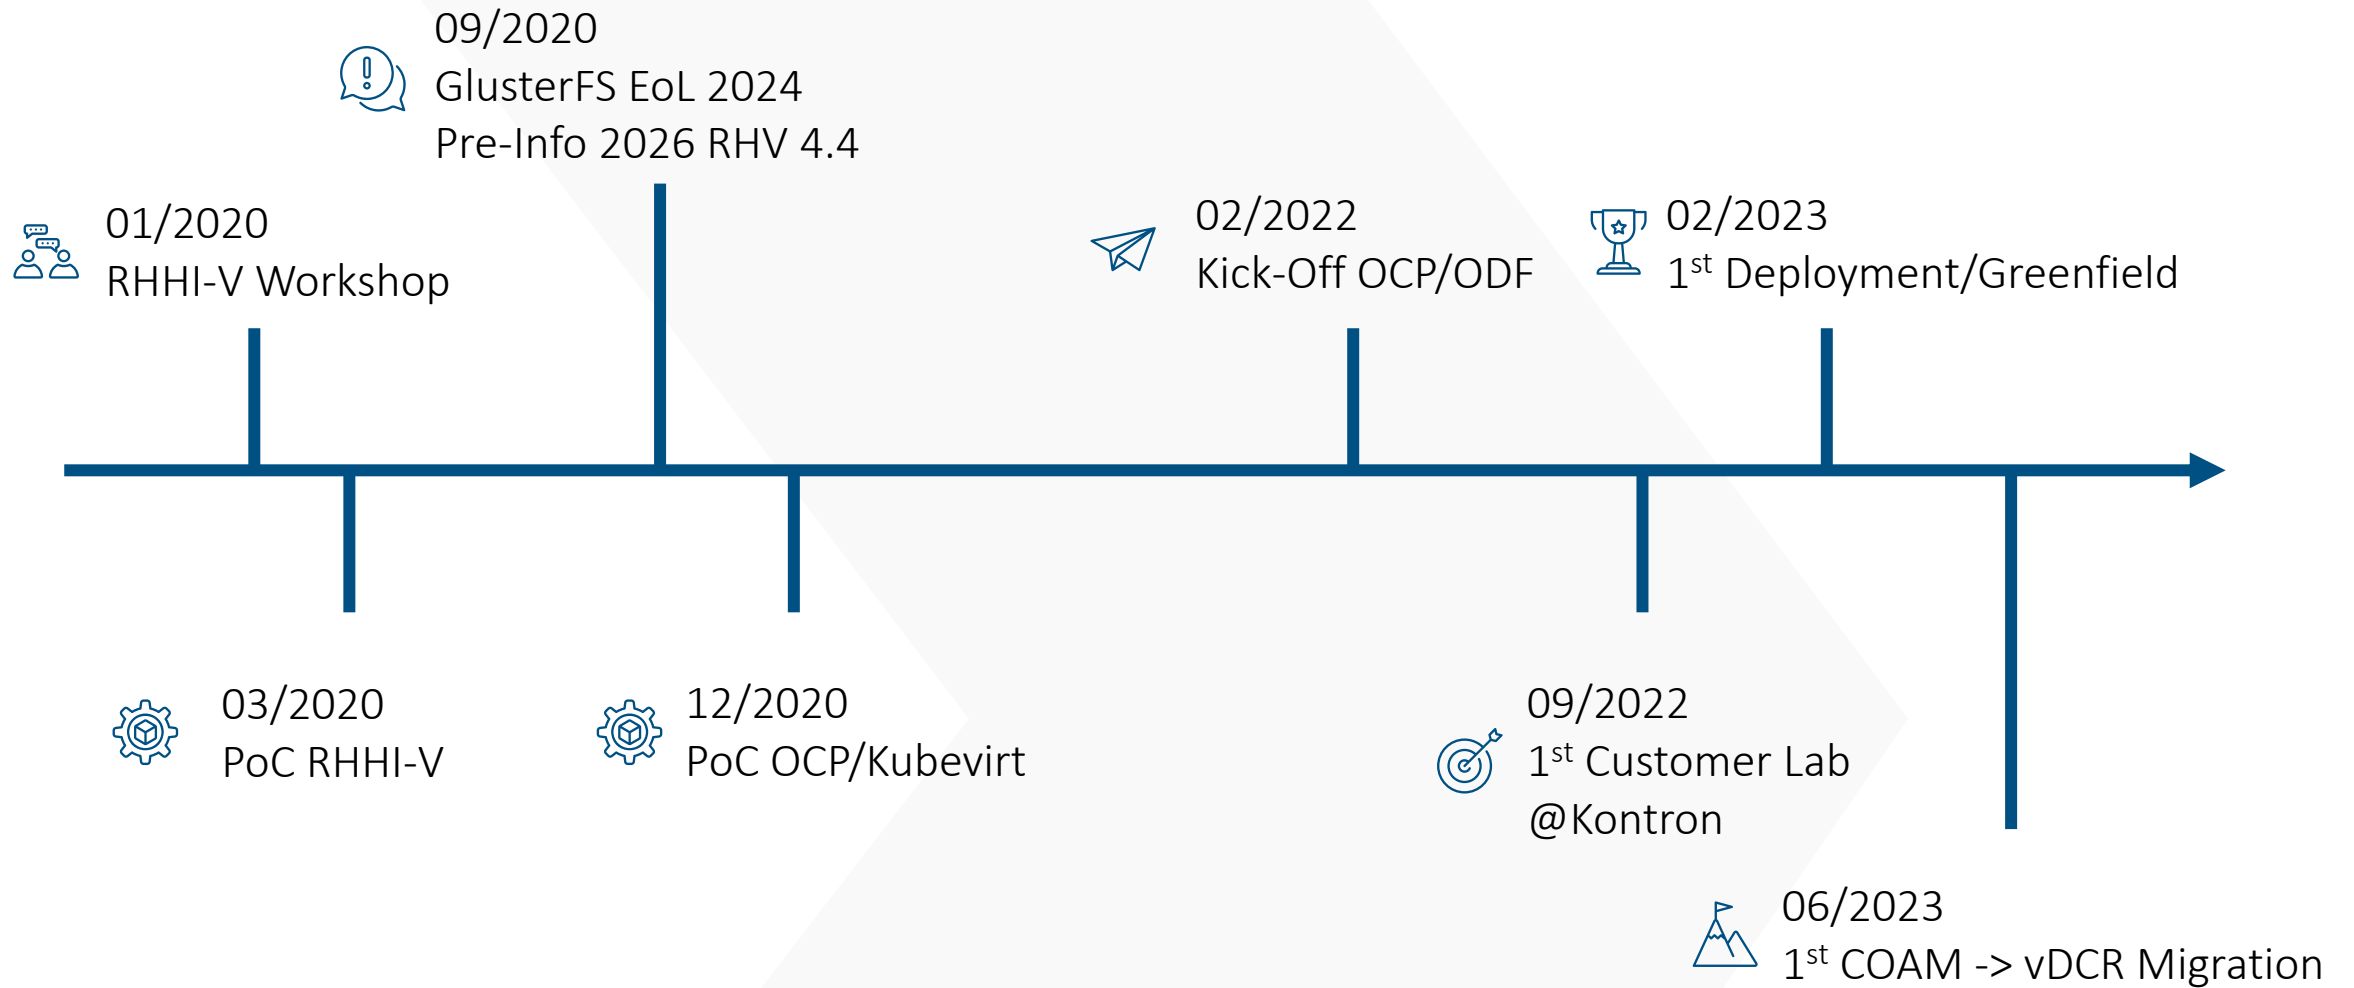 09/2020
GlusterFS EoL 2024
Pre-Info 2026 RHV 4.4
01/2020
RHHI-V Workshop
02/2022
Kick-Off OCP/ODF
02/2023
1st Deployment/Greenfield
03/2020
PoC RHHI-V
12/2020
PoC OCP/Kubevirt
09/2022
1st Customer Lab
@Kontron
06/2023
1st COAM -> vDCR Migration